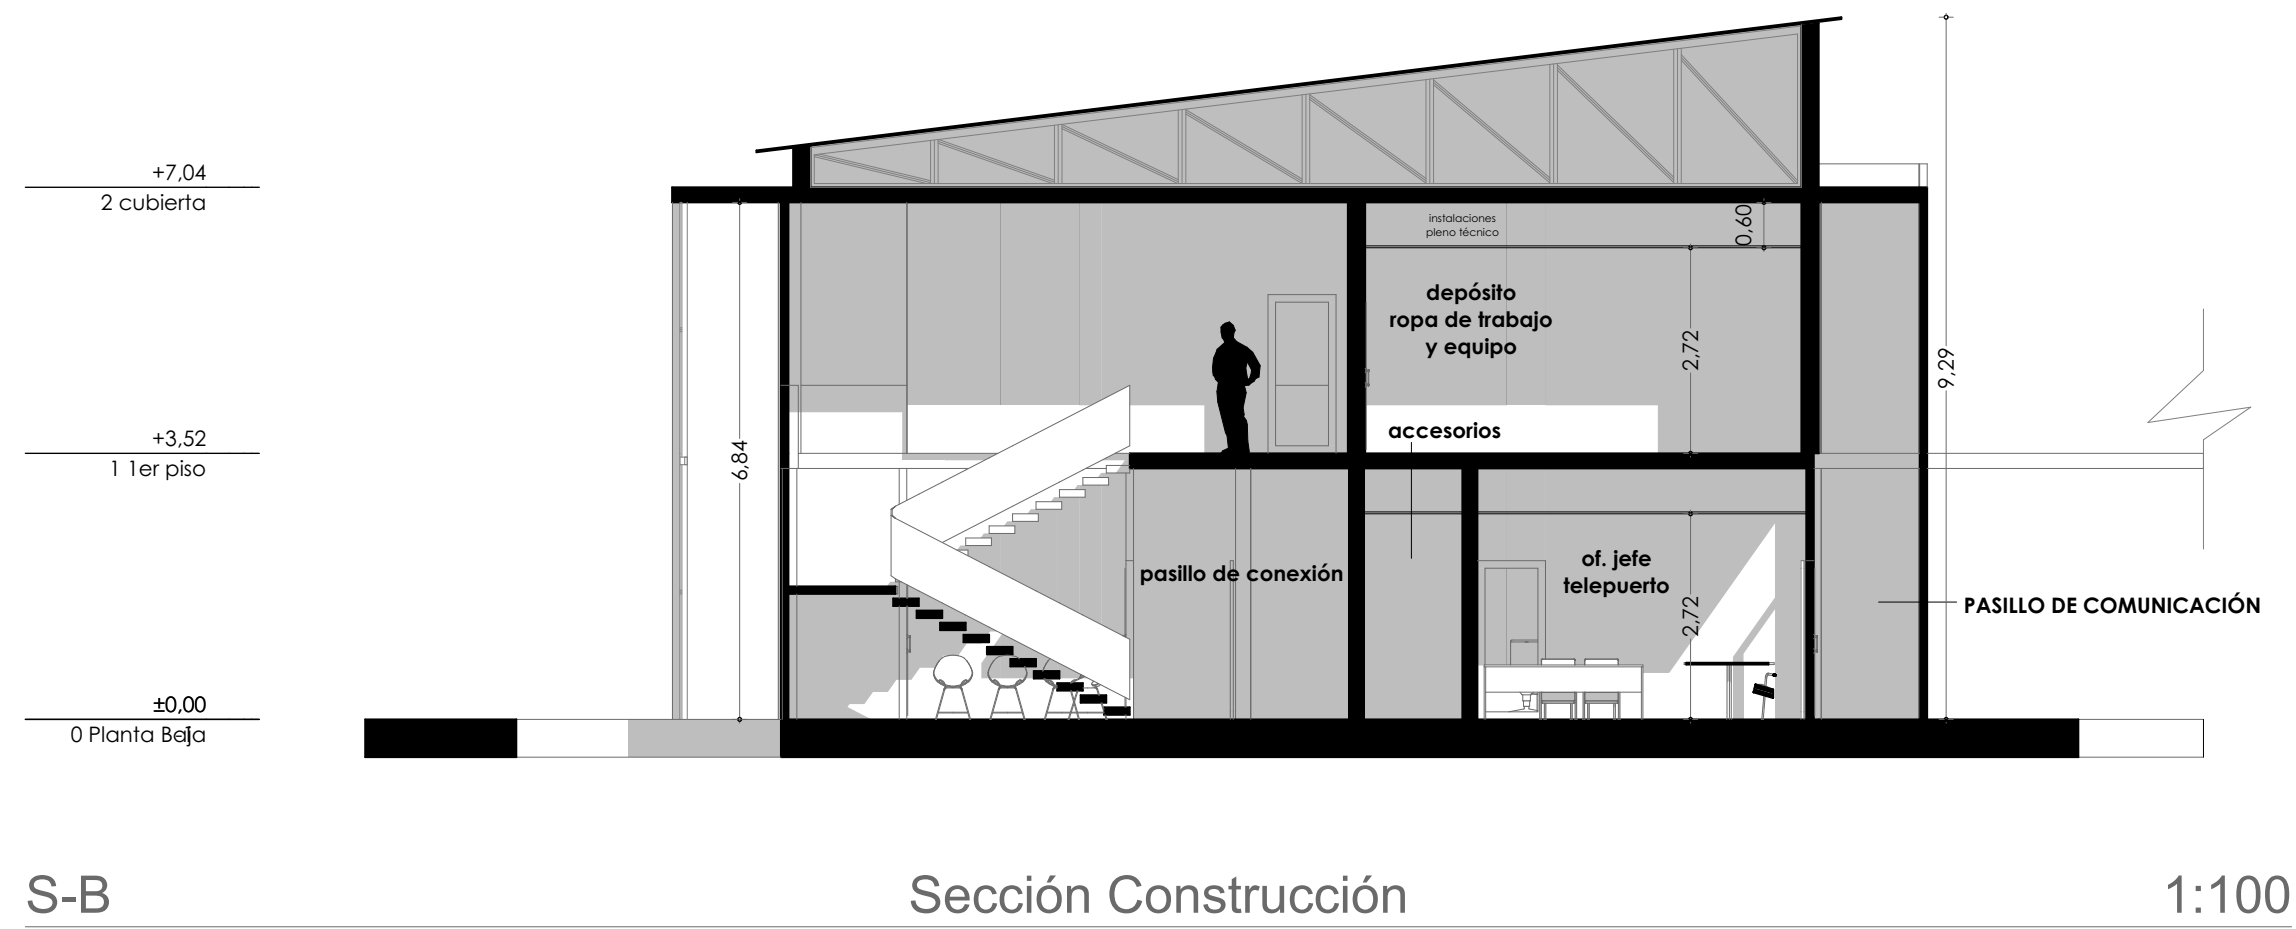 +7,04
2 cubierta
instalaciones
pleno técnico
0,60
depósito
ropa de trabajo
y equipo
2,72
9,29
accesorios
+3,52
1 1er piso
6,84
pasillo de conexión
of. jefe
telepuerto
2,72
PASILLO DE COMUNICACIÓN
±0,00
0 Planta Baja
S-B
Sección Construcción
1:100